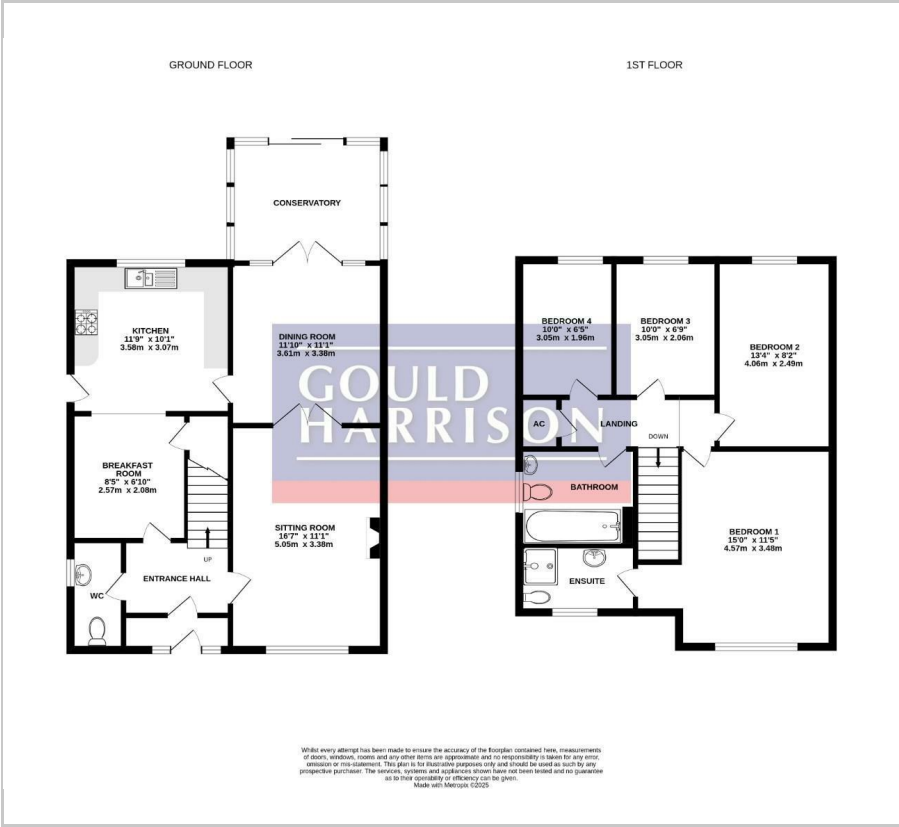 GROUND FLOOR
1ST FLOOR
CONSERVATORY
KITCHEN
11'9" x 10'1"
3.58m x 3.07m
DINING ROOM
11'10" x 11'1"
3.61m x 3.38m
BREAKFAST
ROOM
8'5" x 6'10"
2.57m x 2.08m
SITTING ROOM
16'7" x 11'1"
5.05m x 3.38m
UP
ENTRANCE HALL
WC
BEDROOM 4
10'0" x 6'5"
3.05m x 1.96m
BEDROOM 3
10'0" x 6'9"
3.05m x 2.06m
BEDROOM 2
13'4" x 8'2"
4.06m x 2.49m
AC
LANDING
DOWN
BATHROOM
BEDROOM 1
15'0" x 11'5"
4.57m x 3.48m
ENSUITE
GOULD
HARRISON
Whilst every attempt has been made to ensure the accuracy of the floorplan contained here, measurements
of doors, windows, rooms and any other items are approximate and no responsibility is taken for any error,
omission or mis-statement. This plan is for illustrative purposes only and should be used as such by any
prospective purchaser. The services, systems and appliances shown have not been tested and no guarantee
as to their operability or efficiency can be given.
Made with Metropix ©2025